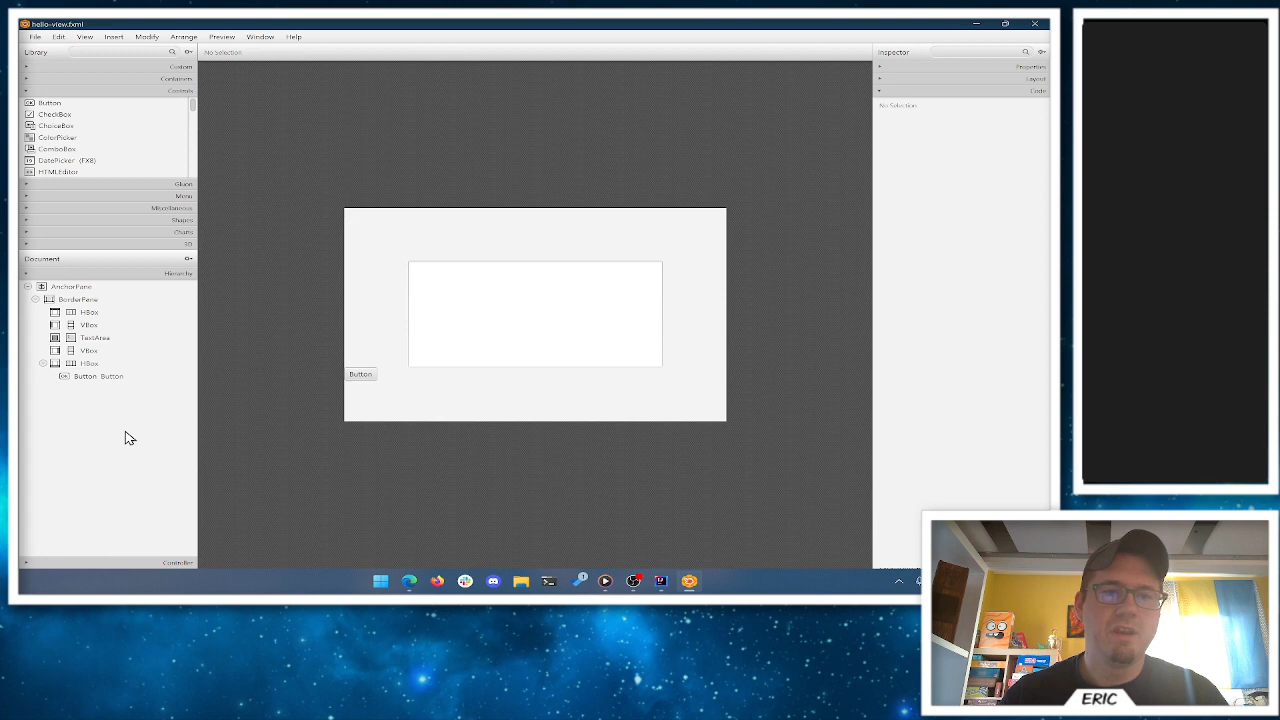 hello-view.fxml
File Edit View Insert Modify Arrange Preview Window Help
Library
No Selection
Inspector
Custom
Containers
Controls
Button
CheckBox
ChoiceBox
ColorPicker
ComboBox
DatePicker (FX8)
HTMLEditor
Gluon
Menu
Miscellaneous
Shapes
Charts
3D
Document
Hierarchy
AnchorPane
BorderPane
HBox
VBox
TextArea
VBox
HBox
Button Button
Controller
Button
Properties
Layout
Code
No Selection
ERIC